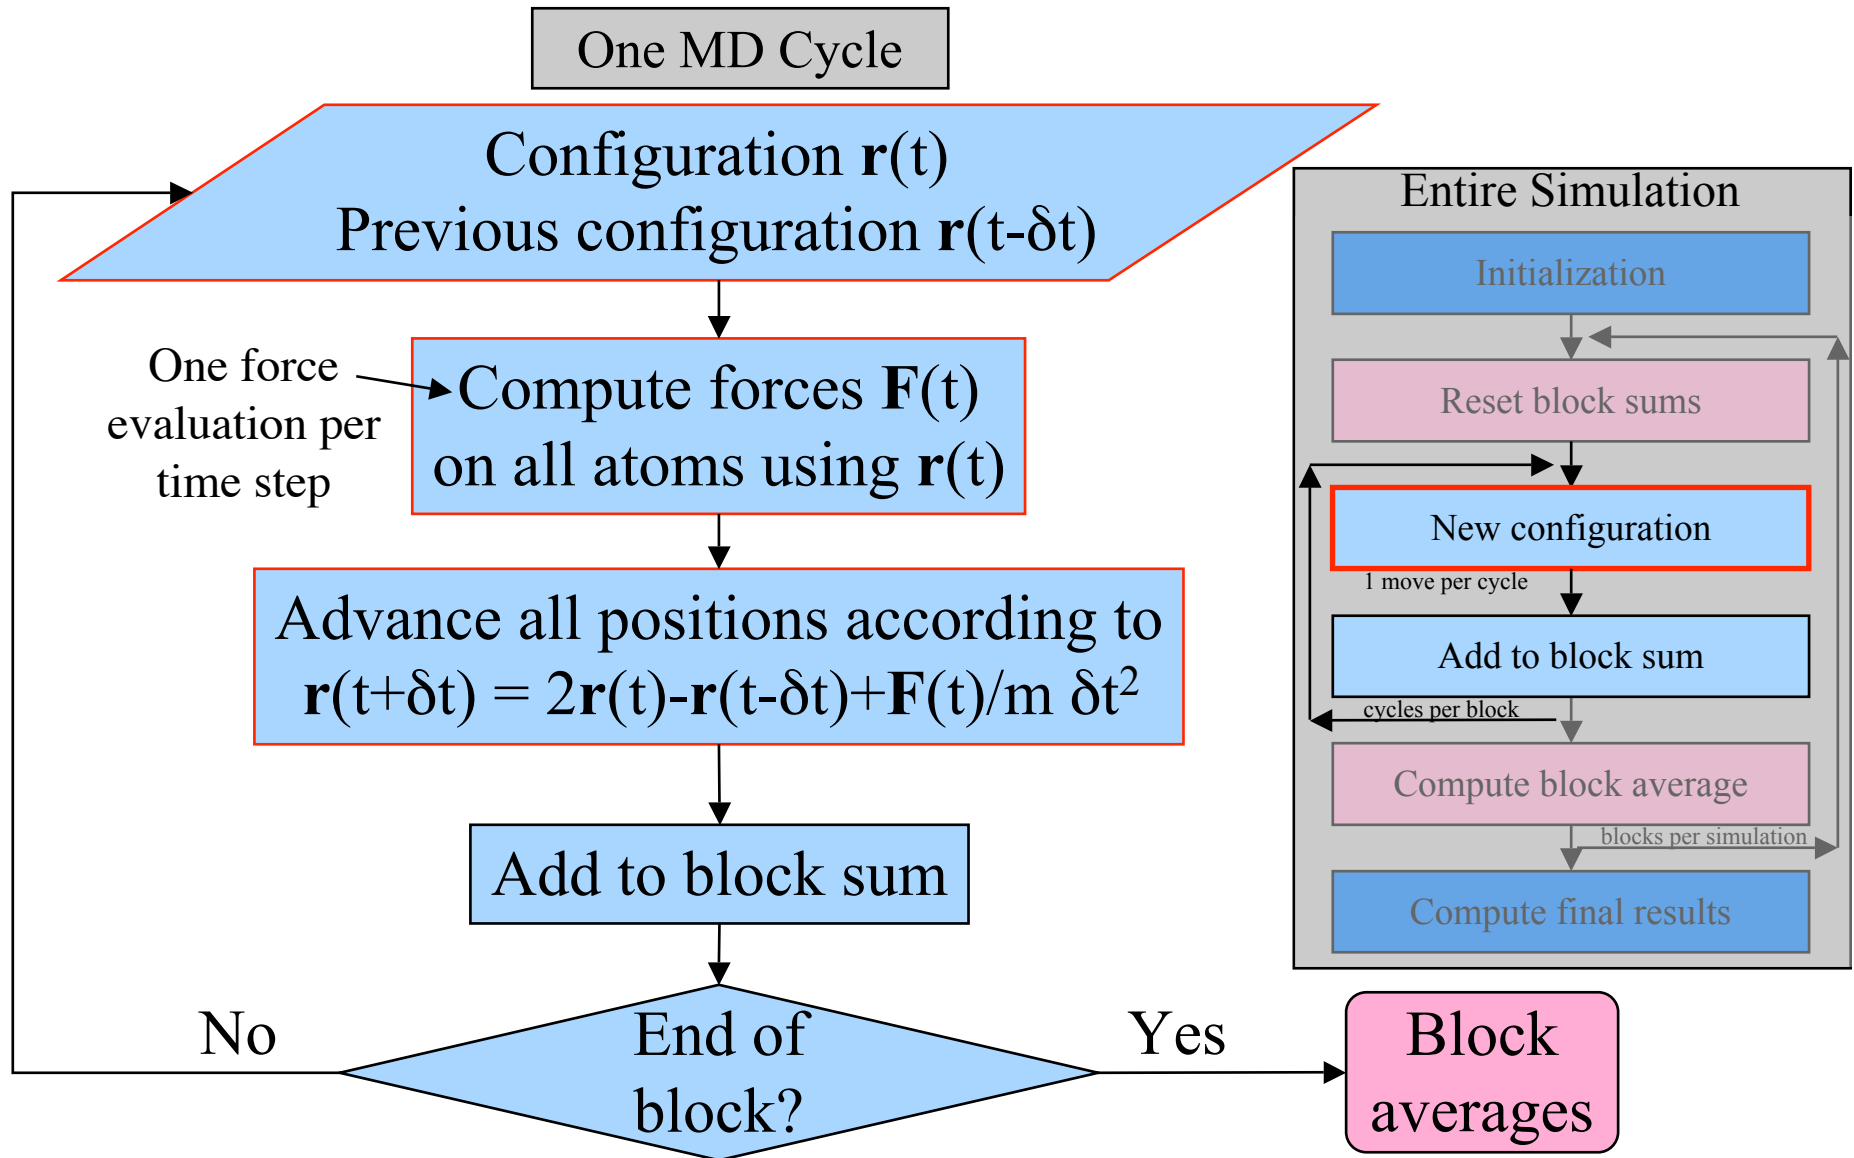 One MD Cycle
Configuration r(t)
Previous configuration r(t-δt)
One force
evaluation per
time step
Compute forces F(t)
on all atoms using r(t)
Advance all positions according to
r(t+δt) = 2r(t)-r(t-δt)+F(t)/m δt²
Add to block sum
End of
block?
No
Yes
Block
averages
Entire Simulation
Initialization
Reset block sums
New configuration
1 move per cycle
Add to block sum
cycles per block
Compute block average
blocks per simulation
Compute final results